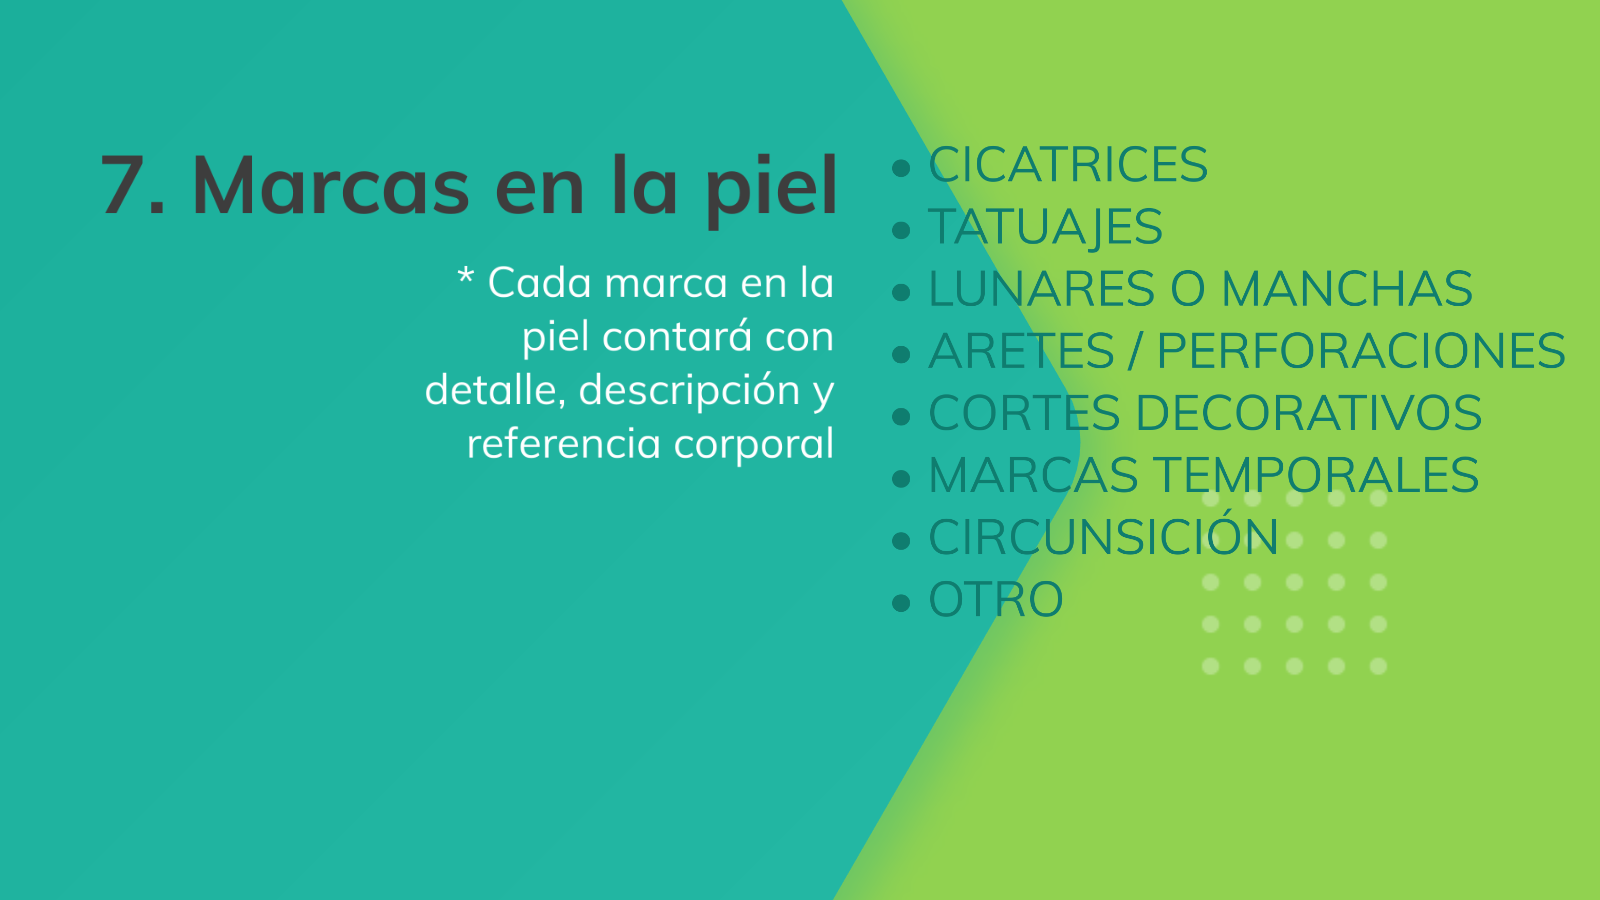 7. Marcas en la piel
* Cada marca en la
piel contará con
detalle, descripción y
referencia corporal
• CICATRICES
• TATUAJES
• LUNARES O MANCHAS
• ARETES / PERFORACIONES
• CORTES DECORATIVOS
• MARCAS TEMPORALES
• CIRCUNSICIÓN
• OTRO